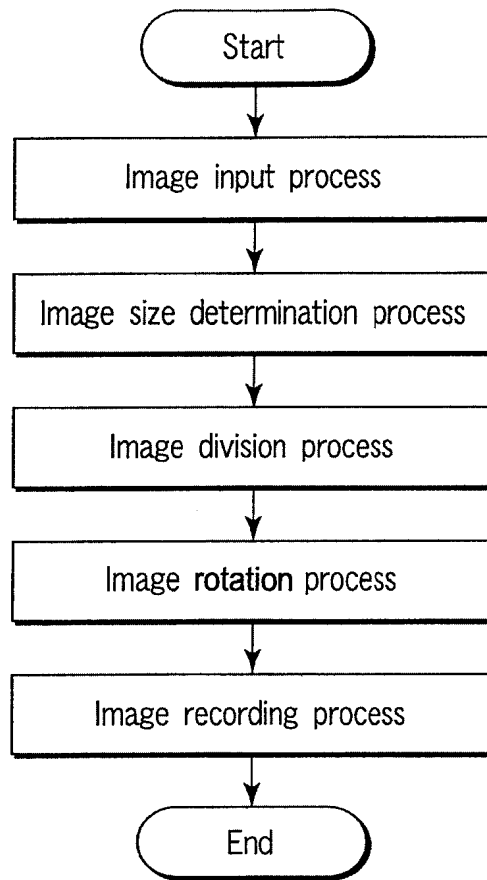 Start
Image input process
Image size determination process
Image division process
Image rotation process
Image recording process
End